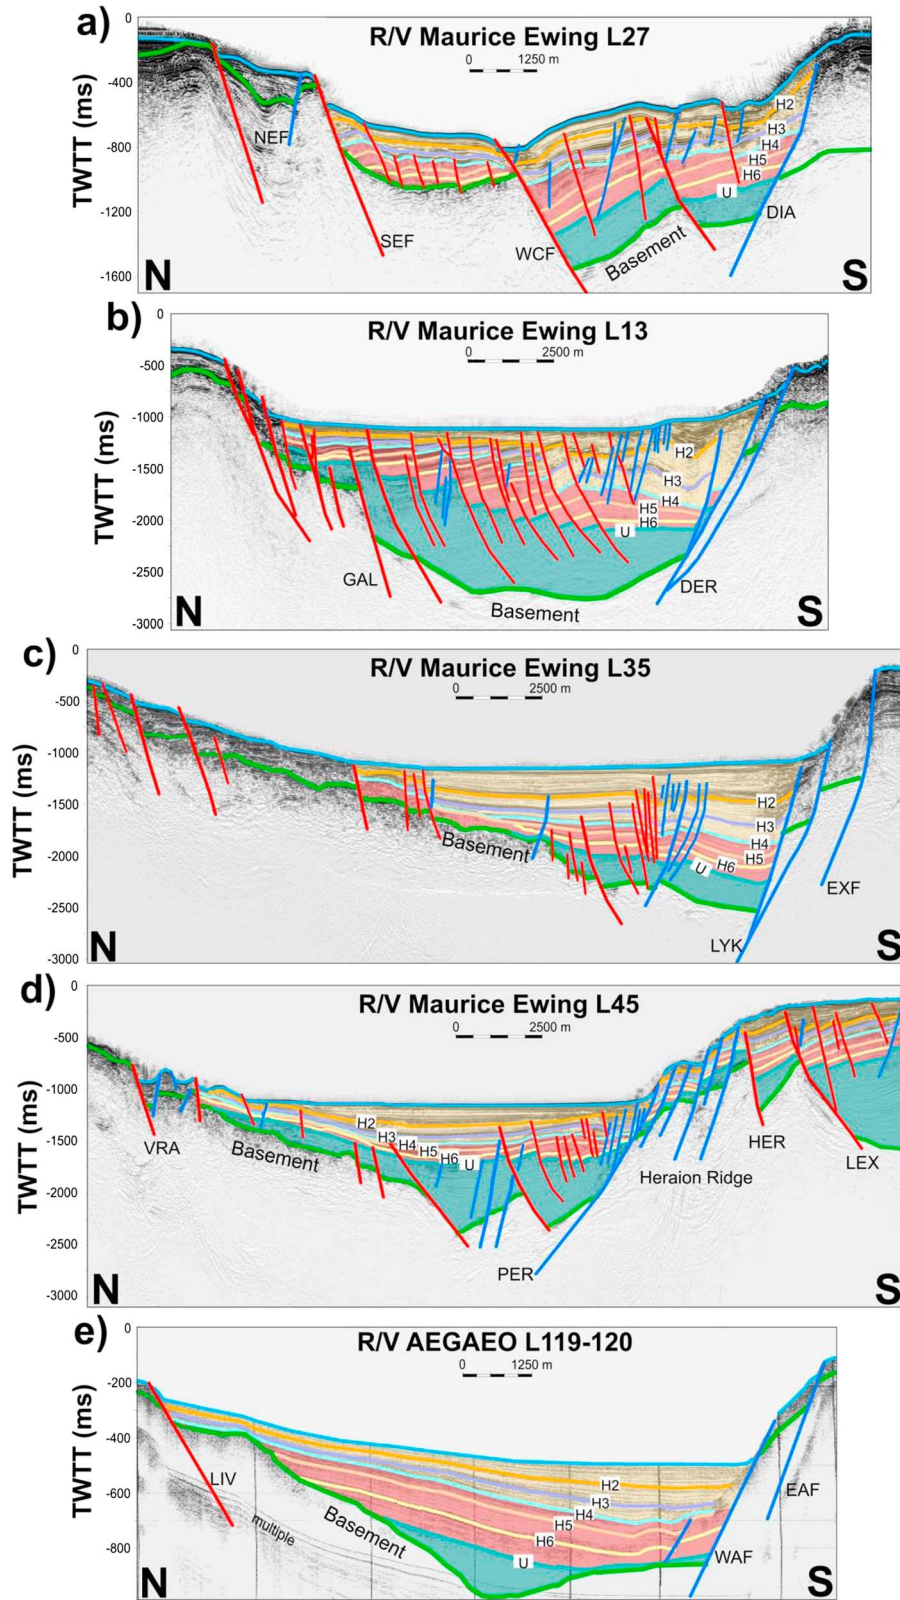 a)
R/V Maurice Ewing L27
0 1250 m
TWTT (ms)
0
-400
-800
-1200
-1600
NEF
SEF
WCF
Basement
DIA
H2
H3
H4
H5
H6
U
N
S
b)
R/V Maurice Ewing L13
0 2500 m
TWTT (ms)
0
-500
-1000
-1500
-2000
-2500
-3000
GAL
Basement
DER
H2
H3
H4
H5
H6
U
N
S
c)
R/V Maurice Ewing L35
0 2500 m
TWTT (ms)
0
-500
-1000
-1500
-2000
-2500
-3000
Basement
H2
H3
H4
H5
H6
U
LYK
EXF
N
S
d)
R/V Maurice Ewing L45
0 2500 m
TWTT (ms)
0
-500
-1000
-1500
-2000
-2500
-3000
VRA
Basement
H2
H3
H4
H5
H6
U
PER
Heraion Ridge
HER
LEX
N
S
e)
R/V AEGAEO L119-120
0 1250 m
TWTT (ms)
0
-200
-400
-600
-800
LIV
multiple
Basement
H2
H3
H4
H5
H6
U
WAF
EAF
N
S